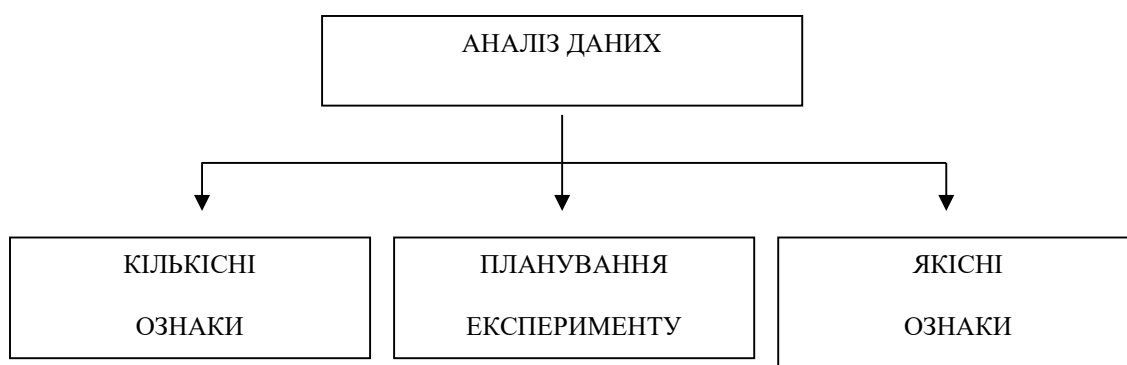 АНАЛІЗ ДАНИХ
КІЛЬКІСНІ
ОЗНАКИ
ПЛАНУВАННЯ
ЕКСПЕРИМЕНТУ
ЯКІСНІ
ОЗНАКИ